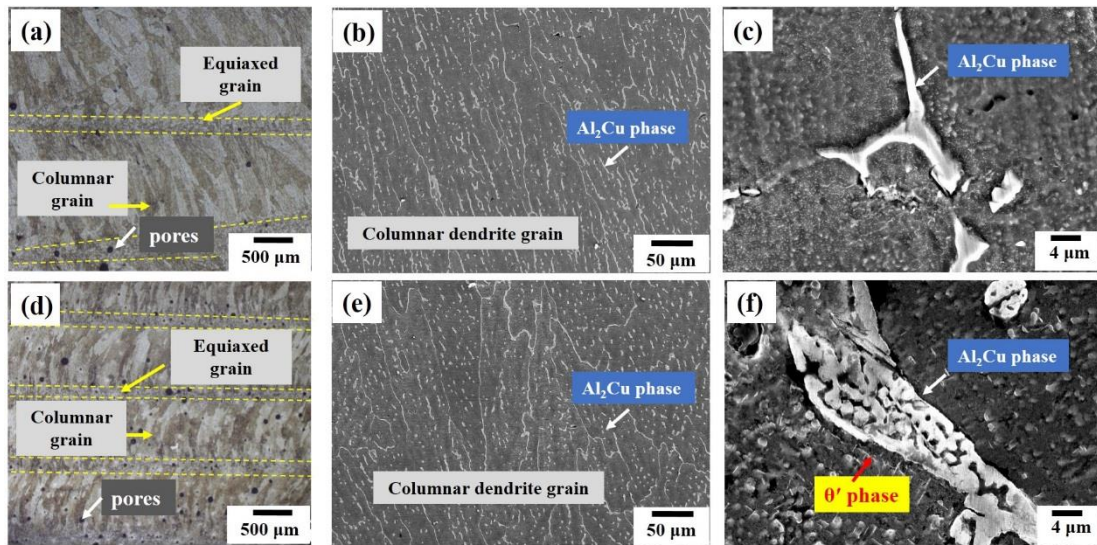 (a)
Equiaxed
grain
Columnar
grain
pores
500 μm
(b)
Al₂Cu phase
Columnar dendrite grain
50 μm
(c)
Al₂Cu phase
4 μm
(d)
Equiaxed
grain
Columnar
grain
pores
500 μm
(e)
Al₂Cu phase
Columnar dendrite grain
50 μm
(f)
Al₂Cu phase
θ′ phase
4 μm